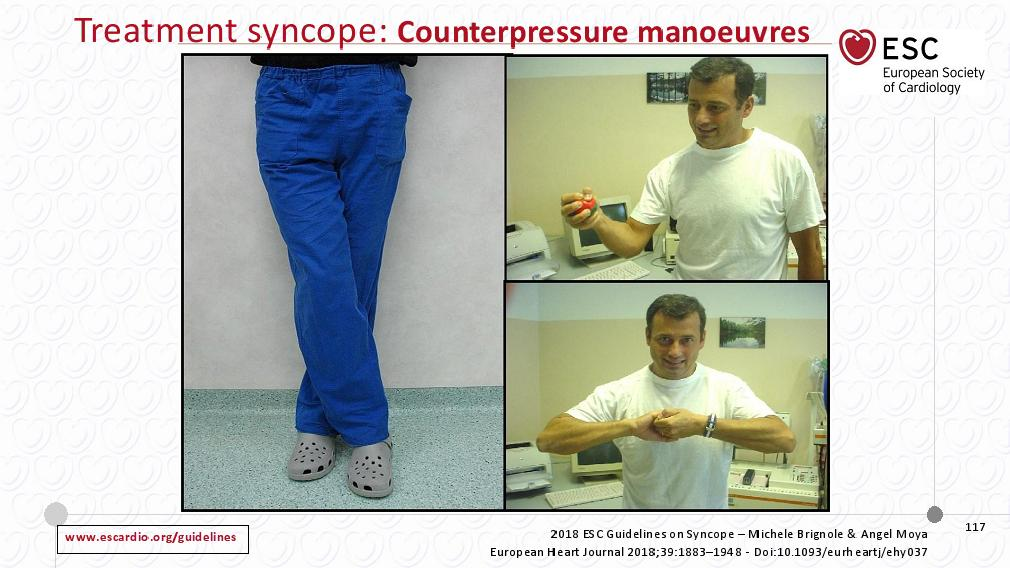 Treatment syncope: Counterpressure manoeuvres
ESC
European Society
of Cardiology
117
www.escardio.org/guidelines
2018 ESC Guidelines on Syncope – Michele Brignole & Angel Moya
European Heart Journal 2018;39:1883–1948 - Doi:10.1093/eurheartj/ehy037